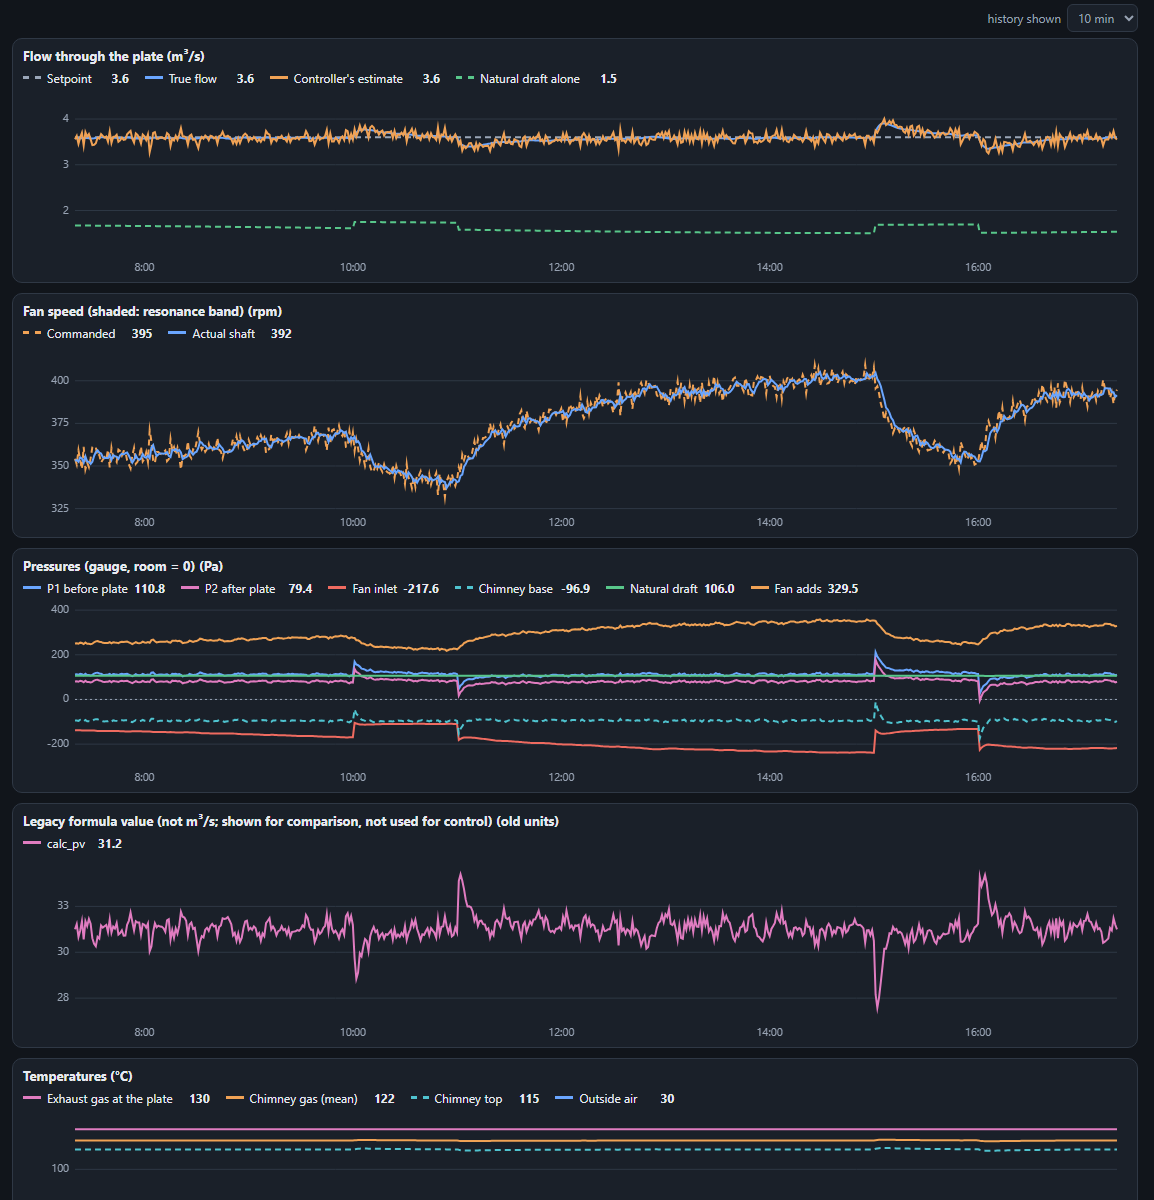 history shown 10 min
Flow through the plate (m³/s)
Setpoint 3.6 True flow 3.6 Controller's estimate 3.6 Natural draft alone 1.5
4
3
2
8:00 10:00 12:00 14:00 16:00
Fan speed (shaded: resonance band) (rpm)
Commanded 395 Actual shaft 392
400
375
350
325
8:00 10:00 12:00 14:00 16:00
Pressures (gauge, room = 0) (Pa)
P1 before plate 110.8 P2 after plate 79.4 Fan inlet -217.6 Chimney base -96.9 Natural draft 106.0 Fan adds 329.5
400
200
0
-200
8:00 10:00 12:00 14:00 16:00
Legacy formula value (not m³/s; shown for comparison, not used for control) (old units)
calc_pv 31.2
33
30
28
8:00 10:00 12:00 14:00 16:00
Temperatures (°C)
Exhaust gas at the plate 130 Chimney gas (mean) 122 Chimney top 115 Outside air 30
100